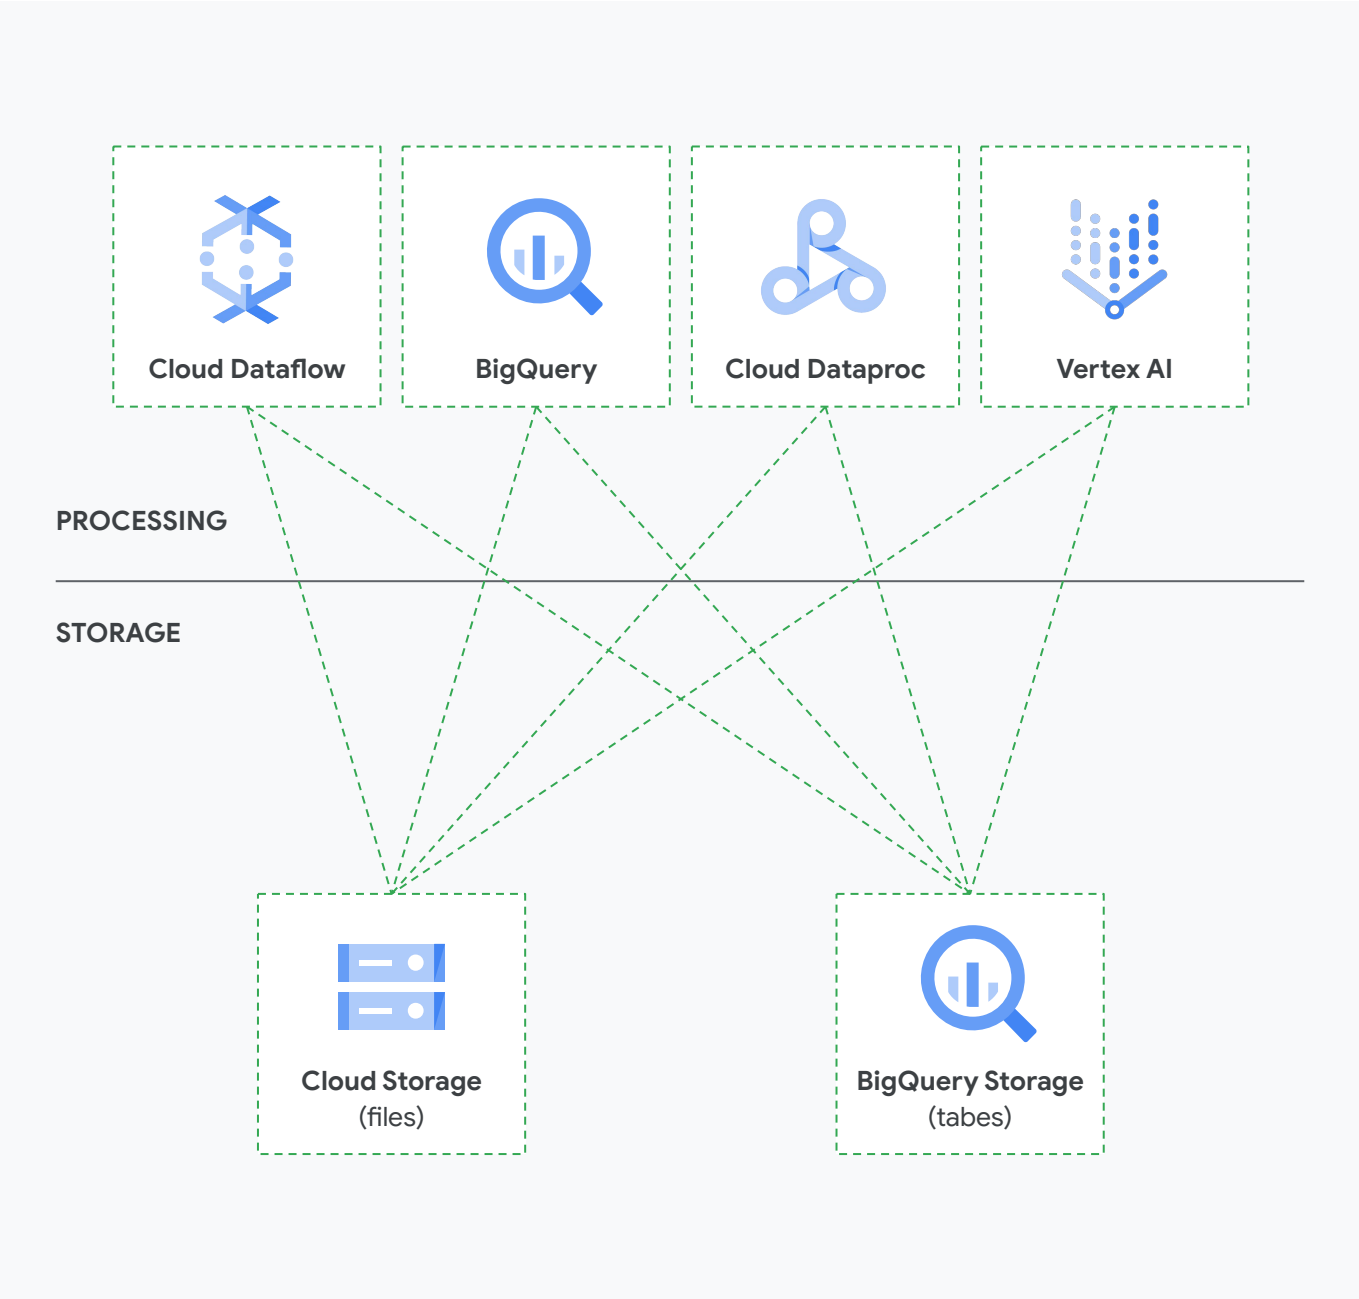 Cloud Dataflow
BigQuery
Cloud Dataproc
Vertex AI
PROCESSING
STORAGE
Cloud Storage
(files)
BigQuery Storage
(tabes)